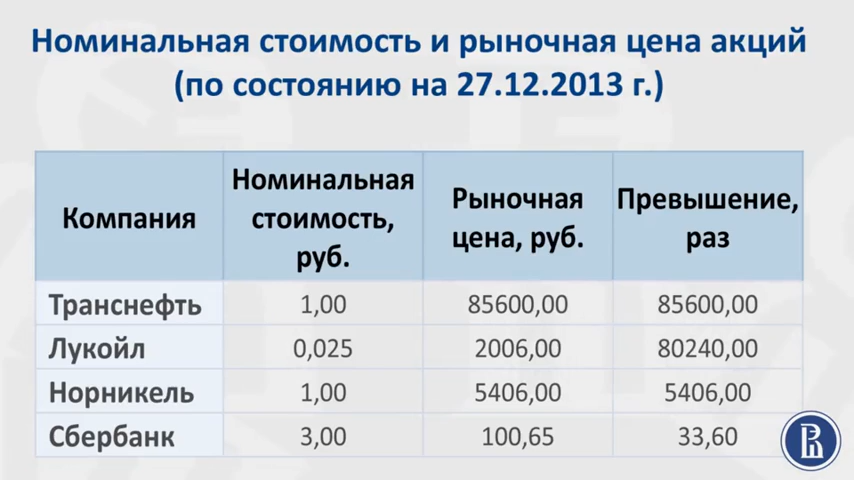 Номинальная стоимость и рыночная цена акций
(по состоянию на 27.12.2013 г.)
Компания Номинальная стоимость, руб. Рыночная цена, руб. Превышение, раз
Транснефть 1,00 85600,00 85600,00
Лукойл 0,025 2006,00 80240,00
Норникель 1,00 5406,00 5406,00
Сбербанк 3,00 100,65 33,60